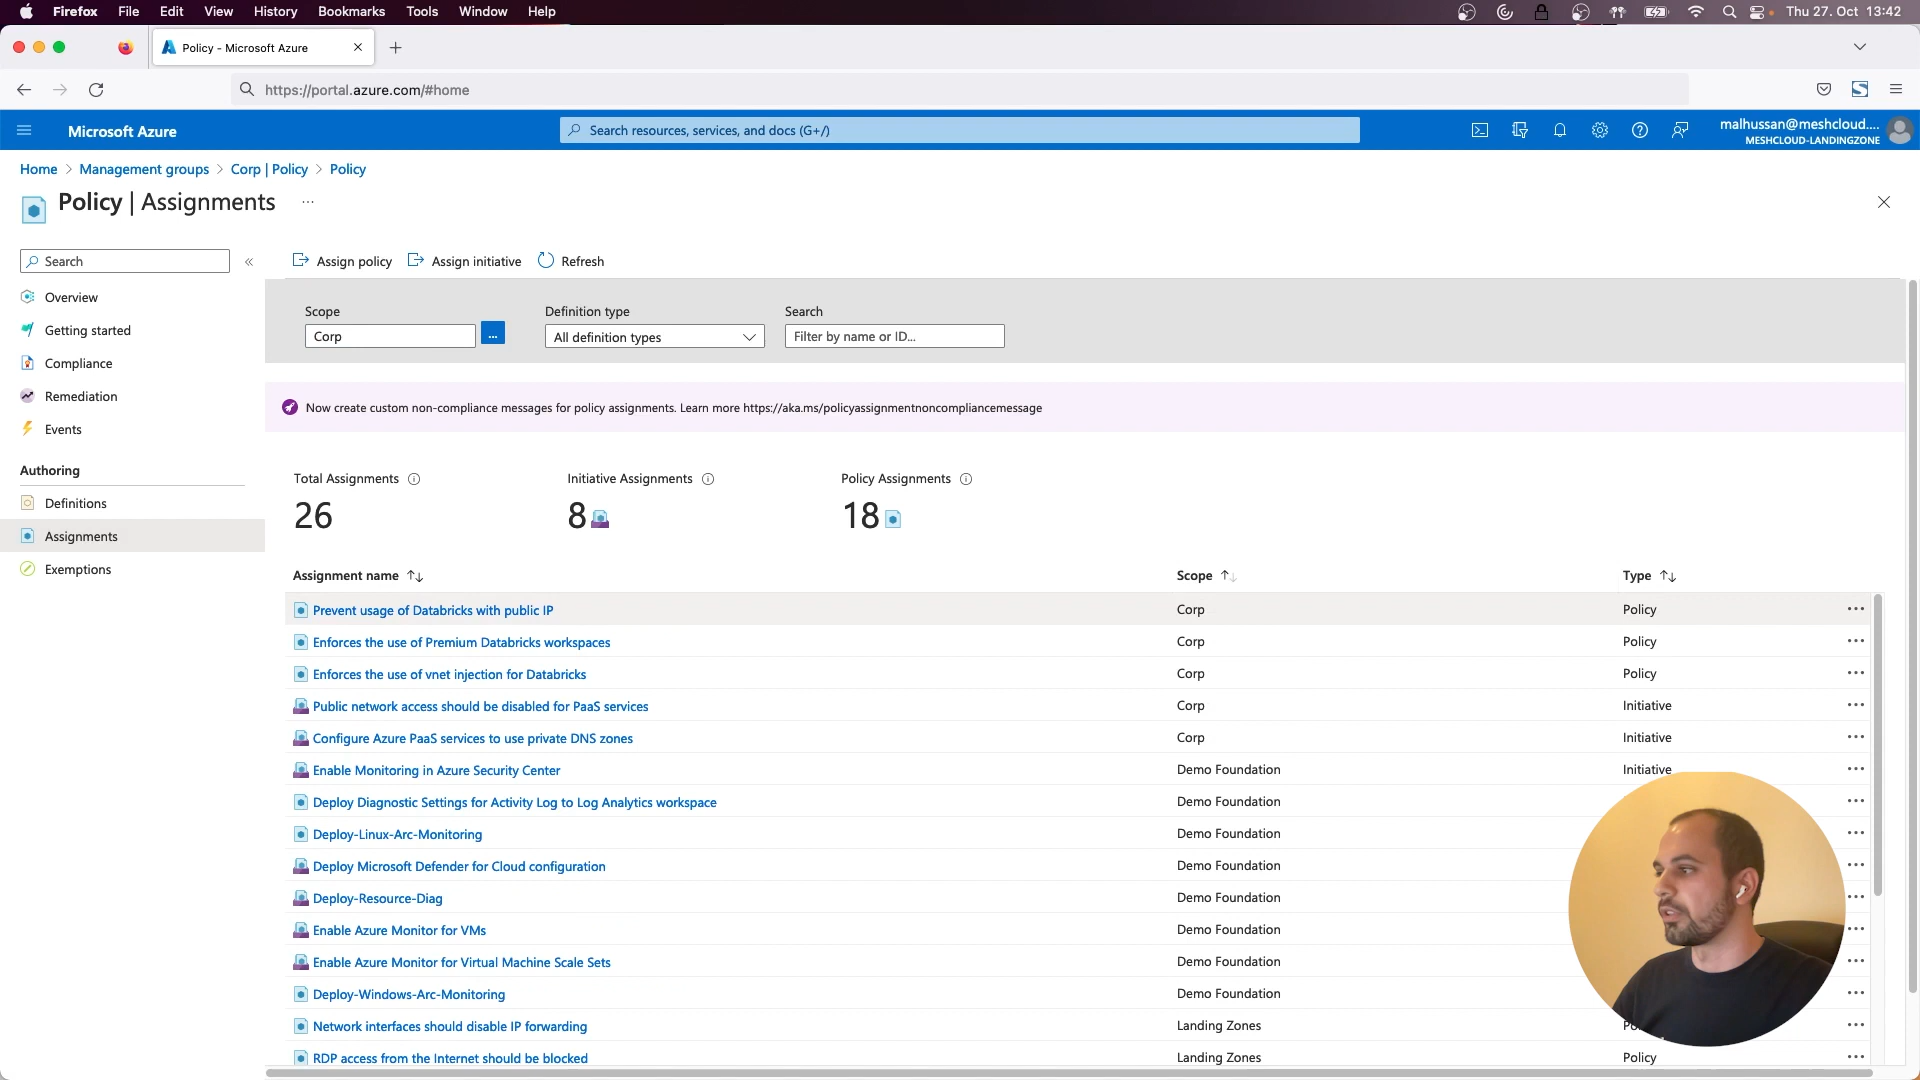 Firefox File Edit View History Bookmarks Tools Window Help Thu 27. Oct 13:42
Policy - Microsoft Azure
https://portal.azure.com/#home
Microsoft Azure Search resources, services, and docs (G+/) malhussan@meshcloud....
MESHCLOUD-LANDINGZONE
Home > Management groups > Corp | Policy > Policy
Policy | Assignments ...
Search «
Assign policy Assign initiative Refresh
Overview
Getting started
Compliance
Remediation
Events
Authoring
Definitions
Assignments
Exemptions
Scope Definition type Search
Corp ... All definition types Filter by name or ID...
Now create custom non-compliance messages for policy assignments. Learn more https://aka.ms/policyassignmentnoncompliancemessage
Total Assignments Initiative Assignments Policy Assignments
26 8 18
Assignment name Scope Type
Prevent usage of Databricks with public IP Corp Policy ...
Enforces the use of Premium Databricks workspaces Corp Policy ...
Enforces the use of vnet injection for Databricks Corp Policy ...
Public network access should be disabled for PaaS services Corp Initiative ...
Configure Azure PaaS services to use private DNS zones Corp Initiative ...
Enable Monitoring in Azure Security Center Demo Foundation Initiative ...
Deploy Diagnostic Settings for Activity Log to Log Analytics workspace Demo Foundation ...
Deploy-Linux-Arc-Monitoring Demo Foundation ...
Deploy Microsoft Defender for Cloud configuration Demo Foundation ...
Deploy-Resource-Diag Demo Foundation ...
Enable Azure Monitor for VMs Demo Foundation ...
Enable Azure Monitor for Virtual Machine Scale Sets Demo Foundation ...
Deploy-Windows-Arc-Monitoring Demo Foundation ...
Network interfaces should disable IP forwarding Landing Zones ...
RDP access from the Internet should be blocked Landing Zones Policy ...